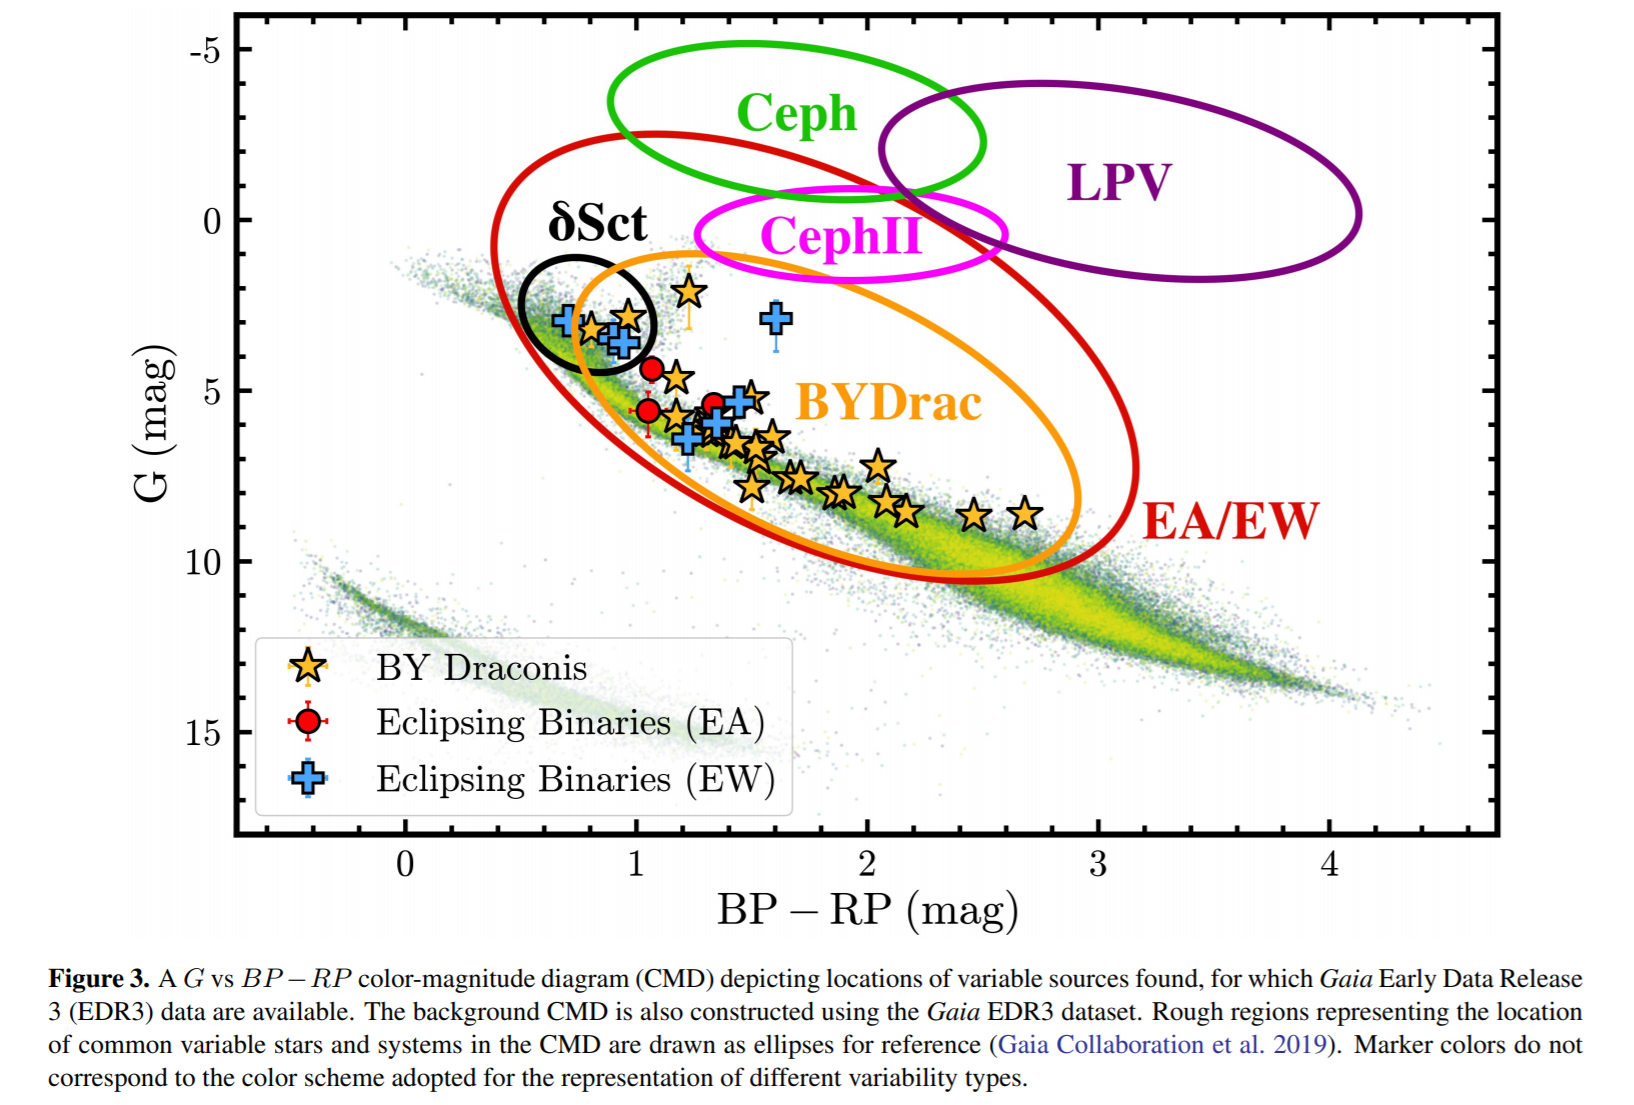 -5
0
5
10
15
G (mag)
Ceph
LPV
δSct
CephII
BYDrac
EA/EW
BY Draconis
Eclipsing Binaries (EA)
Eclipsing Binaries (EW)
0 1 2 3 4
BP − RP (mag)
Figure 3. A G vs BP − RP color-magnitude diagram (CMD) depicting locations of variable sources found, for which Gaia Early Data Release
3 (EDR3) data are available. The background CMD is also constructed using the Gaia EDR3 dataset. Rough regions representing the location
of common variable stars and systems in the CMD are drawn as ellipses for reference (Gaia Collaboration et al. 2019). Marker colors do not
correspond to the color scheme adopted for the representation of different variability types.